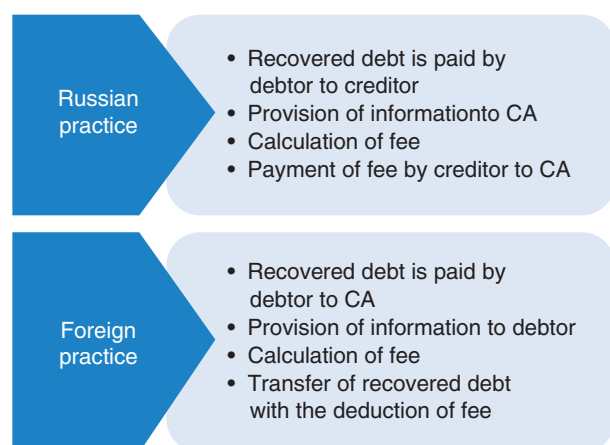 Russian
practice
• Recovered debt is paid by
debtor to creditor
• Provision of informationto CA
• Calculation of fee
• Payment of fee by creditor to CA
Foreign
practice
• Recovered debt is paid by
debtor to CA
• Provision of information to debtor
• Calculation of fee
• Transfer of recovered debt
with the deduction of fee